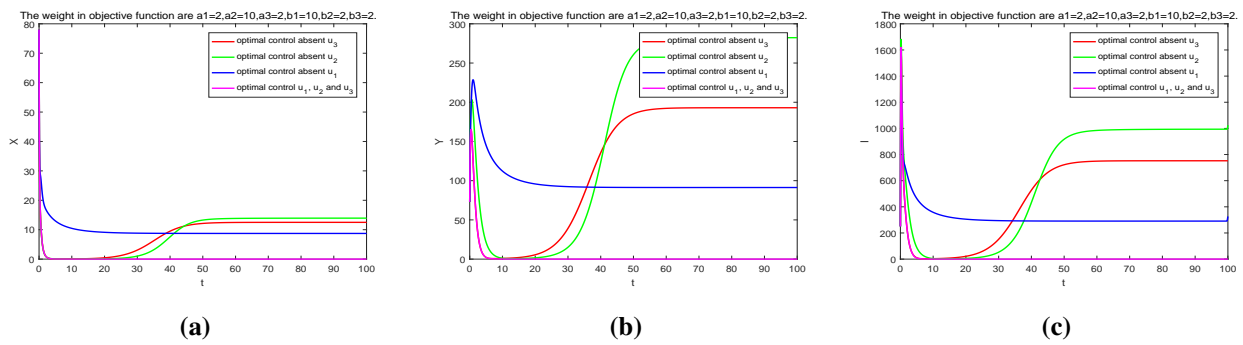 The weight in objective function are a1=2,a2=10,a3=2,b1=10,b2=2,b3=2.
80
70
60
50
40
30
20
10
0
X
0 10 20 30 40 50 60 70 80 90 100
t
optimal control absent u3
optimal control absent u2
optimal control absent u1
optimal control u1, u2 and u3
(a)
The weight in objective function are a1=2,a2=10,a3=2,b1=10,b2=2,b3=2.
300
250
200
150
100
50
0
Y
0 10 20 30 40 50 60 70 80 90 100
t
optimal control absent u3
optimal control absent u2
optimal control absent u1
optimal control u1, u2 and u3
(b)
The weight in objective function are a1=2,a2=10,a3=2,b1=10,b2=2,b3=2.
1800
1600
1400
1200
1000
800
600
400
200
0
I
0 10 20 30 40 50 60 70 80 90 100
t
optimal control absent u3
optimal control absent u2
optimal control absent u1
optimal control u1, u2 and u3
(c)